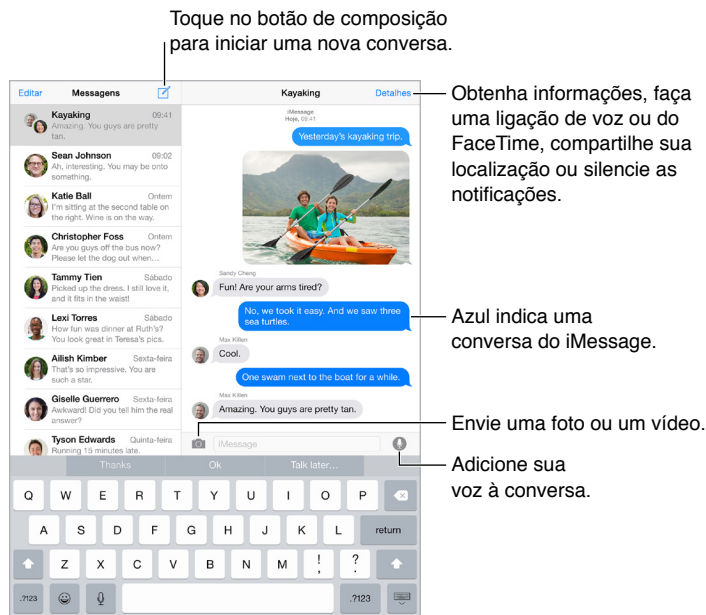 Toque no botão de composição
para iniciar uma nova conversa.
Editar
Messagens
Kayaking 09:41
Amazing. You guys are pretty
tan.
Sean Johnson 09:02
Ah, interesting. You may be onto
something.
Katie Ball Ontem
I'm sitting at the second table on
the right. Wine is on the way.
Christopher Foss Ontem
Are you guys off the bus now?
Please let the dog out when...
Tammy Tien Sábado
Picked up the dress. I still love it,
and it fits in the waist!
Lexi Torres Sábado
How fun was dinner at Ruth's?
You look great in Teresa's pics.
Ailish Kimber Sexta-feira
That's so impressive. You are
such a star.
Giselle Guerrero Sexta-feira
Awkward! Did you tell him the real
answer?
Tyson Edwards Quinta-feira
Running 15 minutes late.
Kayaking
Detalhes
iMessage
Hoje, 09:41
Yesterday's kayaking trip.
Sandy Cheng
Fun! Are your arms tired?
No, we took it easy. And we saw three
sea turtles.
Max Killen
Cool.
One swam next to the boat for a while.
Max Killen
Amazing. You guys are pretty tan.
iMessage
Thanks Ok Talk later...
Q W E R T Y U I O P
A S D F G H J K L return
Z X C V B N M ! , ? .
.?123 .?123
Obtenha informações, faça
uma ligação de voz ou do
FaceTime, compartilhe sua
localização ou silencie as
notificações.
Azul indica uma
conversa do iMessage.
Envie uma foto ou um vídeo.
Adicione sua
voz à conversa.